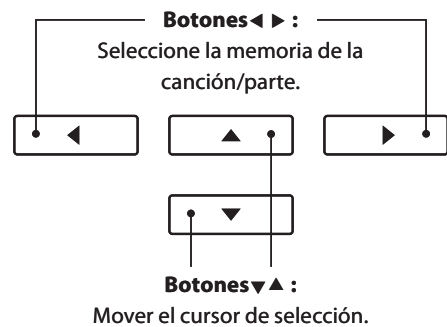 Botones◀ ▶ :
Seleccione la memoria de la
canción/parte.
Botones▼▲ :
Mover el cursor de selección.